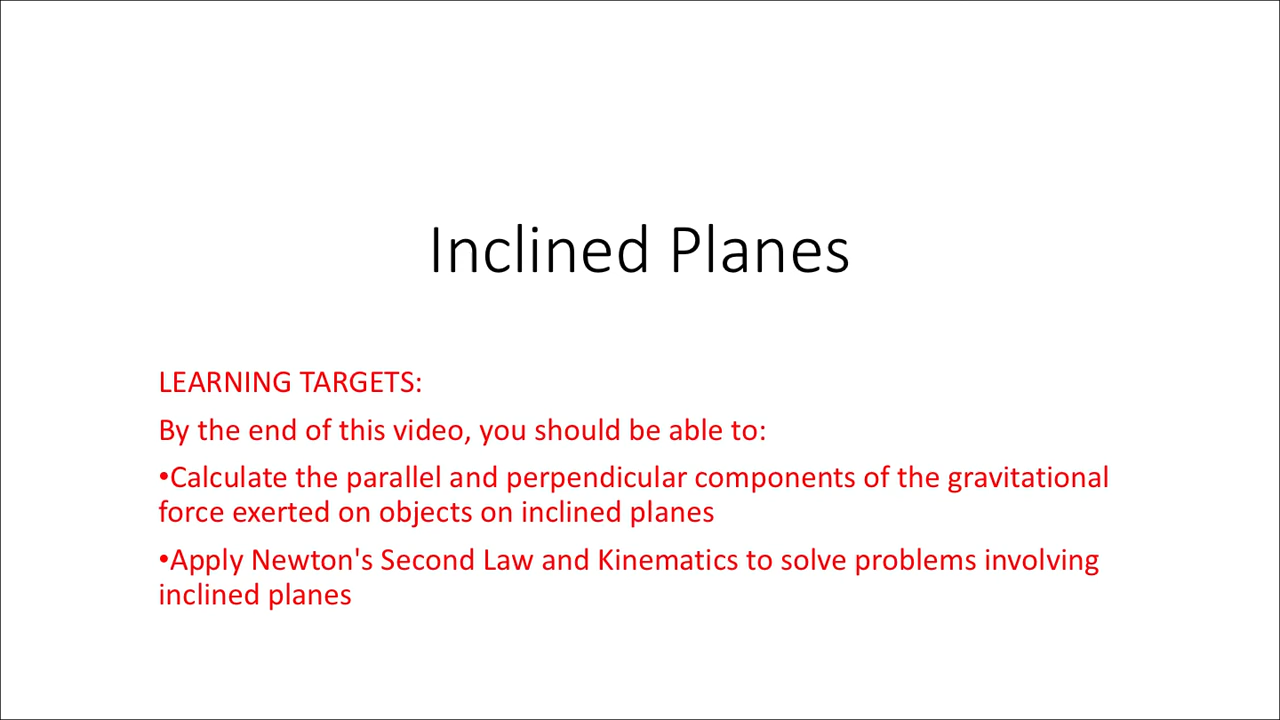 Inclined Planes
LEARNING TARGETS:
By the end of this video, you should be able to:
•Calculate the parallel and perpendicular components of the gravitational
force exerted on objects on inclined planes
•Apply Newton's Second Law and Kinematics to solve problems involving
inclined planes